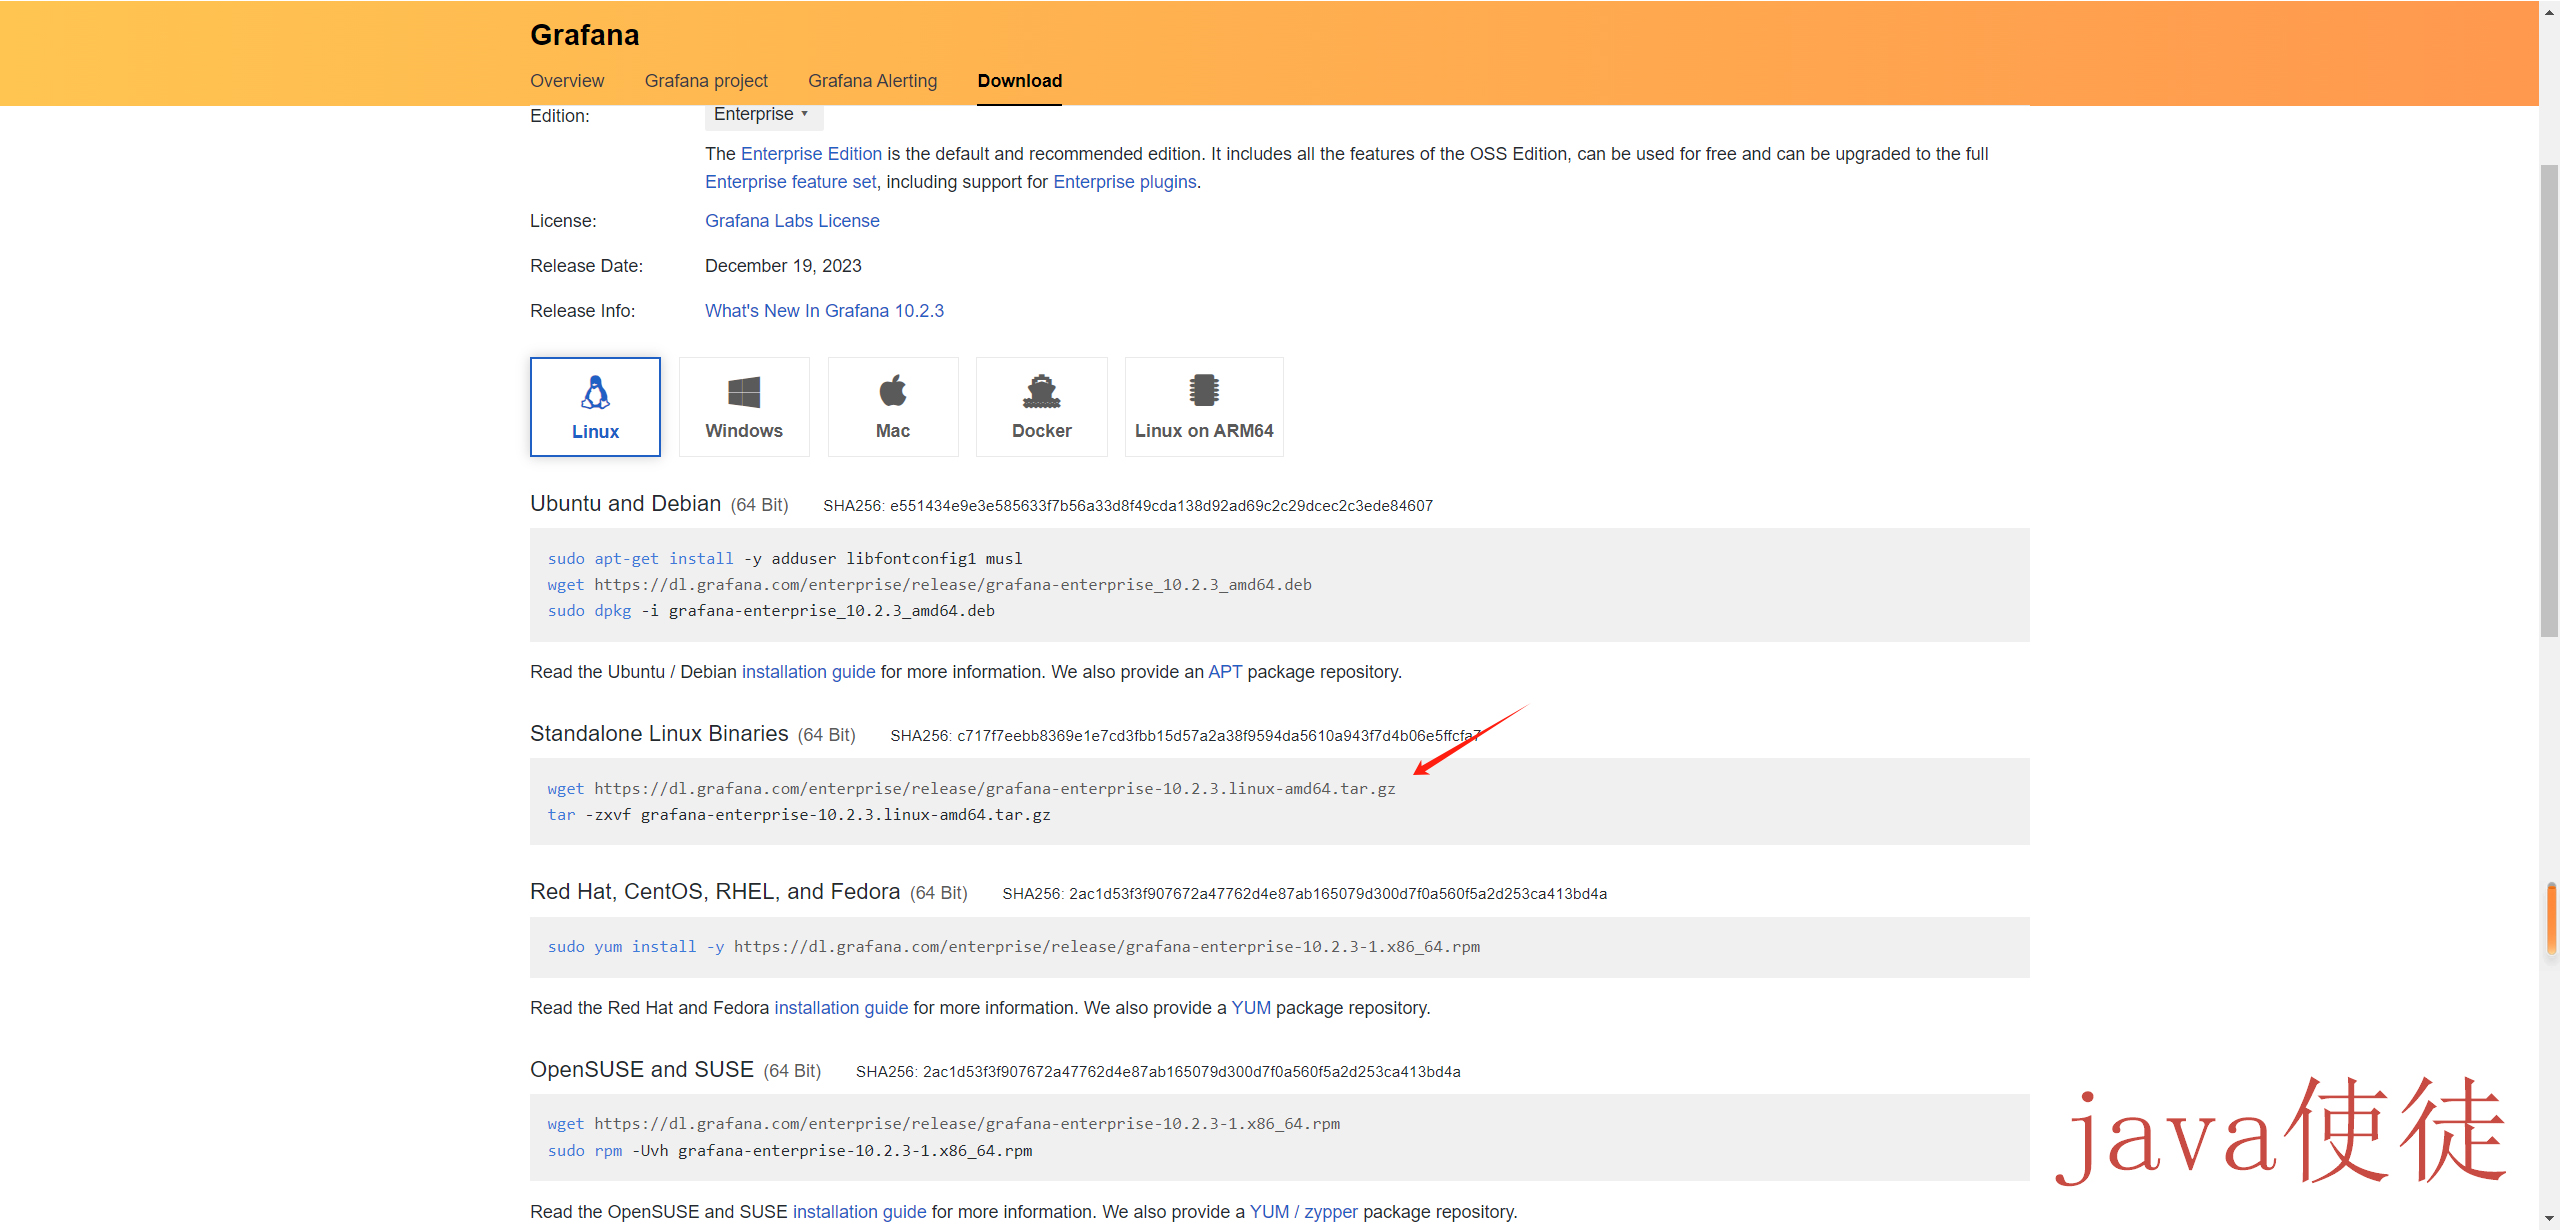 Grafana
Overview Grafana project Grafana Alerting Download
Edition: Enterprise
The Enterprise Edition is the default and recommended edition. It includes all the features of the OSS Edition, can be used for free and can be upgraded to the full
Enterprise feature set, including support for Enterprise plugins.
License: Grafana Labs License
Release Date: December 19, 2023
Release Info: What's New In Grafana 10.2.3
Linux Windows Mac Docker Linux on ARM64
Ubuntu and Debian (64 Bit) SHA256: e551434e9e3e585633f7b56a33d8f49cda138d92ad69c2c29dcec2c3ede84607
sudo apt-get install -y adduser libfontconfig1 musl
wget https://dl.grafana.com/enterprise/release/grafana-enterprise_10.2.3_amd64.deb
sudo dpkg -i grafana-enterprise_10.2.3_amd64.deb
Read the Ubuntu / Debian installation guide for more information. We also provide an APT package repository.
Standalone Linux Binaries (64 Bit) SHA256: c717f7eebb8369e1e7cd3fbb15d57a2a38f9594da5610a943f7d4b06e5ffcfa7
wget https://dl.grafana.com/enterprise/release/grafana-enterprise-10.2.3.linux-amd64.tar.gz
tar -zxvf grafana-enterprise-10.2.3.linux-amd64.tar.gz
Red Hat, CentOS, RHEL, and Fedora (64 Bit) SHA256: 2ac1d53f3f907672a47762d4e87ab165079d300d7f0a560f5a2d253ca413bd4a
sudo yum install -y https://dl.grafana.com/enterprise/release/grafana-enterprise-10.2.3-1.x86_64.rpm
Read the Red Hat and Fedora installation guide for more information. We also provide a YUM package repository.
OpenSUSE and SUSE (64 Bit) SHA256: 2ac1d53f3f907672a47762d4e87ab165079d300d7f0a560f5a2d253ca413bd4a
wget https://dl.grafana.com/enterprise/release/grafana-enterprise-10.2.3-1.x86_64.rpm
sudo rpm -Uvh grafana-enterprise-10.2.3-1.x86_64.rpm
Read the OpenSUSE and SUSE installation guide for more information. We also provide a YUM / zypper package repository.
java使徒